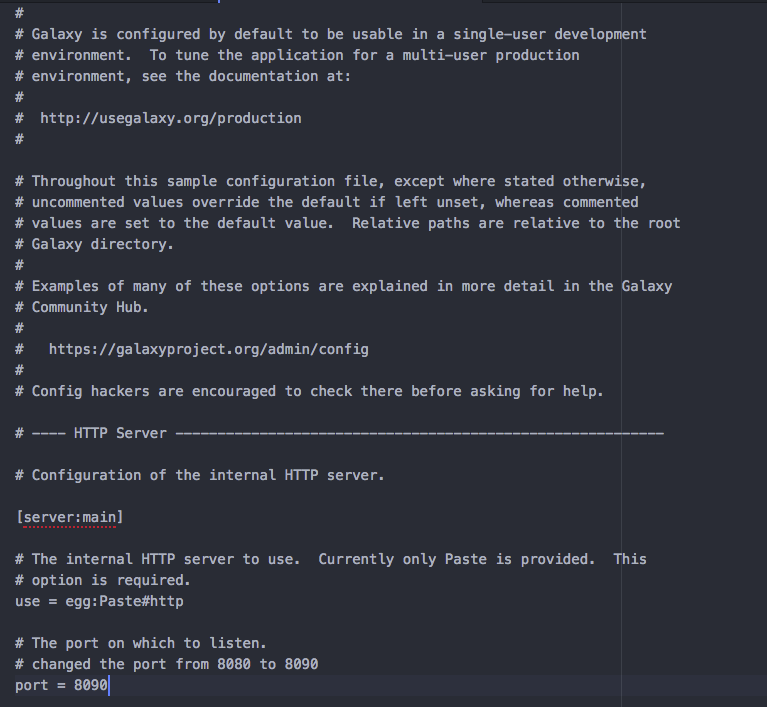 #
# Galaxy is configured by default to be usable in a single-user development
# environment.  To tune the application for a multi-user production
# environment, see the documentation at:
#
#  http://usegalaxy.org/production
#
# Throughout this sample configuration file, except where stated otherwise,
# uncommented values override the default if left unset, whereas commented
# values are set to the default value.  Relative paths are relative to the root
# Galaxy directory.
#
# Examples of many of these options are explained in more detail in the Galaxy
# Community Hub.
#
#   https://galaxyproject.org/admin/config
#
# Config hackers are encouraged to check there before asking for help.
# ---- HTTP Server ----------------------------------------------------------
# Configuration of the internal HTTP server.
[server:main]
# The internal HTTP server to use.  Currently only Paste is provided.  This
# option is required.
use = egg:Paste#http
# The port on which to listen.
# changed the port from 8080 to 8090
port = 8090